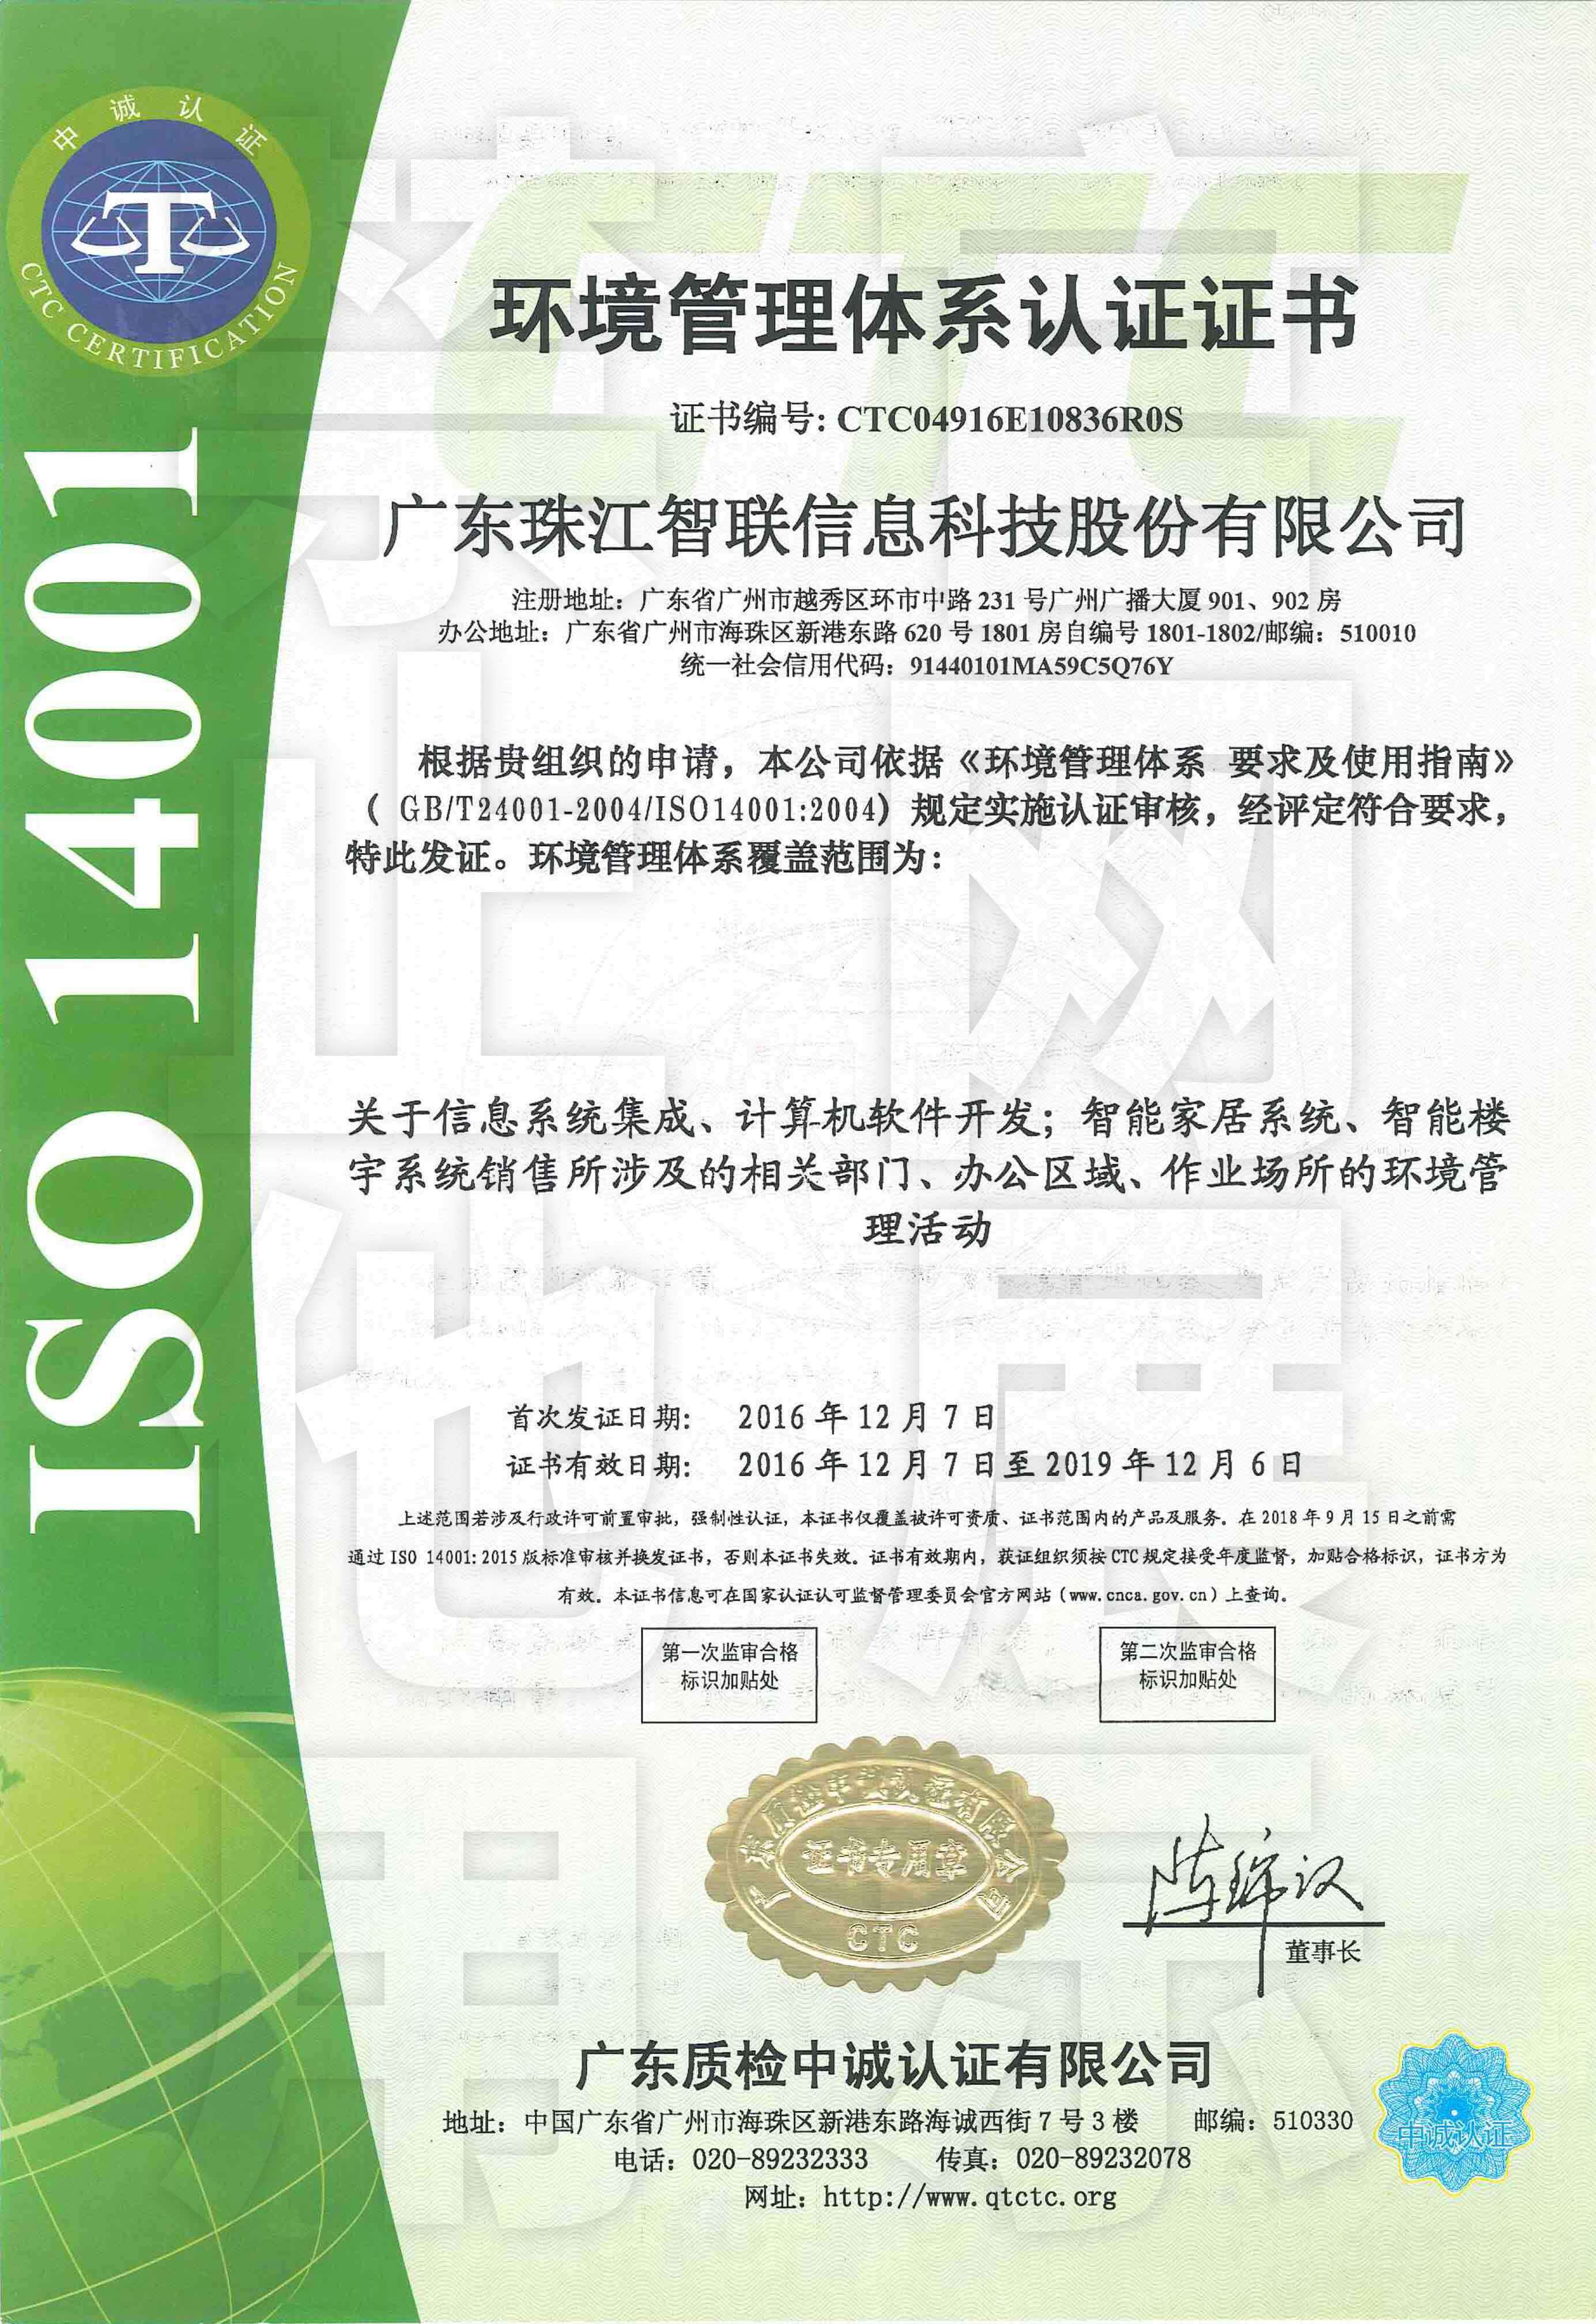 中诚认证
CTC CERTIFICATION
ISO 14001
环境管理体系认证证书
证书编号: CTC04916E10836R0S
广东珠江智联信息科技股份有限公司
注册地址：广东省广州市越秀区环市中路 231 号广州广播大厦 901、902 房
办公地址：广东省广州市海珠区新港东路 620 号 1801 房自编号 1801-1802/邮编：510010
统一社会信用代码：91440101MA59C5Q76Y
根据贵组织的申请，本公司依据《环境管理体系 要求及使用指南》
（ GB/T24001-2004/ISO14001:2004）规定实施认证审核，经评定符合要求，
特此发证。环境管理体系覆盖范围为：
关于信息系统集成、计算机软件开发；智能家居系统、智能楼
宇系统销售所涉及的相关部门、办公区域、作业场所的环境管
理活动
首次发证日期： 2016 年 12 月 7 日
证书有效日期： 2016 年 12 月 7 日至 2019 年 12 月 6 日
上述范围若涉及行政许可前置审批，强制性认证，本证书仅覆盖被许可资质、证书范围内的产品及服务。在 2018 年 9 月 15 日之前需
通过 ISO 14001:2015 版标准审核并换发证书，否则本证书失效。证书有效期内，获证组织须按 CTC 规定接受年度监督，加贴合格标识，证书方为
有效。本证书信息可在国家认证认可监督管理委员会官方网站（www.cnca.gov.cn）上查询。
第一次监审合格
标识加贴处
第二次监审合格
标识加贴处
广东质检中诚认证有限公司
证书专用章
CTC
董事长
广东质检中诚认证有限公司
地址：中国广东省广州市海珠区新港东路海诚西街 7 号 3 楼 邮编：510330
电话：020-89232333 传真：020-89232078
网址：http://www.qtctc.org
中诚认证